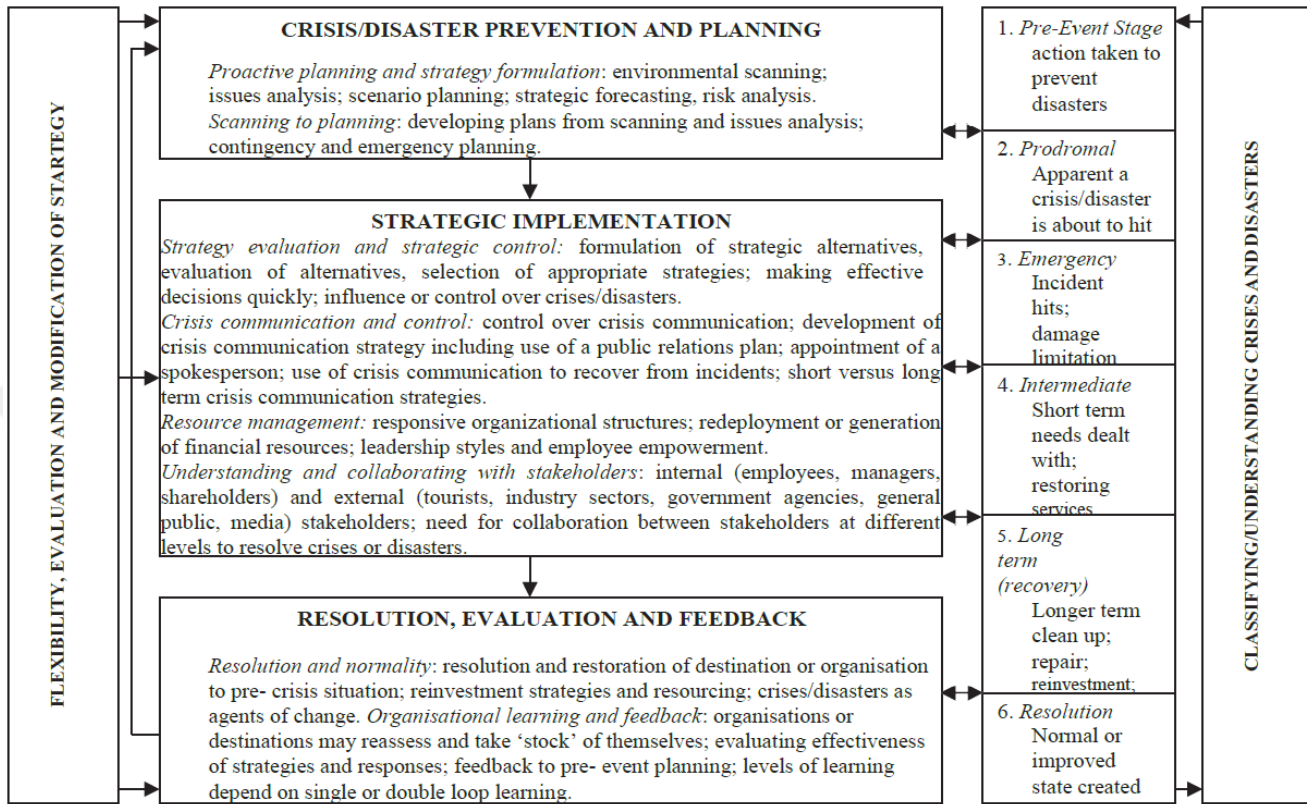 FLEXIBILITY, EVALUATION AND MODIFICATION OF STARTEGY
CRISIS/DISASTER PREVENTION AND PLANNING
Proactive planning and strategy formulation: environmental scanning;
issues analysis; scenario planning; strategic forecasting, risk analysis.
Scanning to planning: developing plans from scanning and issues analysis;
contingency and emergency planning.
STRATEGIC IMPLEMENTATION
Strategy evaluation and strategic control: formulation of strategic alternatives,
evaluation of alternatives, selection of appropriate strategies; making effective
decisions quickly; influence or control over crises/disasters.
Crisis communication and control: control over crisis communication; development of
crisis communication strategy including use of a public relations plan; appointment of a
spokesperson; use of crisis communication to recover from incidents; short versus long
term crisis communication strategies.
Resource management: responsive organizational structures; redeployment or generation
of financial resources; leadership styles and employee empowerment.
Understanding and collaborating with stakeholders: internal (employees, managers,
shareholders) and external (tourists, industry sectors, government agencies, general
public, media) stakeholders; need for collaboration between stakeholders at different
levels to resolve crises or disasters.
RESOLUTION, EVALUATION AND FEEDBACK
Resolution and normality: resolution and restoration of destination or organisation
to pre- crisis situation; reinvestment strategies and resourcing; crises/disasters as
agents of change. Organisational learning and feedback: organisations or
destinations may reassess and take ‘stock’ of themselves; evaluating effectiveness
of strategies and responses; feedback to pre- event planning; levels of learning
depend on single or double loop learning.
1. Pre-Event Stage
action taken to
prevent
disasters
2. Prodromal
Apparent a
crisis/disaster
is about to hit
3. Emergency
Incident
hits;
damage
limitation
4. Intermediate
Short term
needs dealt
with;
restoring
services
5. Long
term
(recovery)
Longer term
clean up;
repair;
reinvestment;
6. Resolution
Normal or
improved
state created
CLASSIFYING/UNDERSTANDING CRISES AND DISASTERS